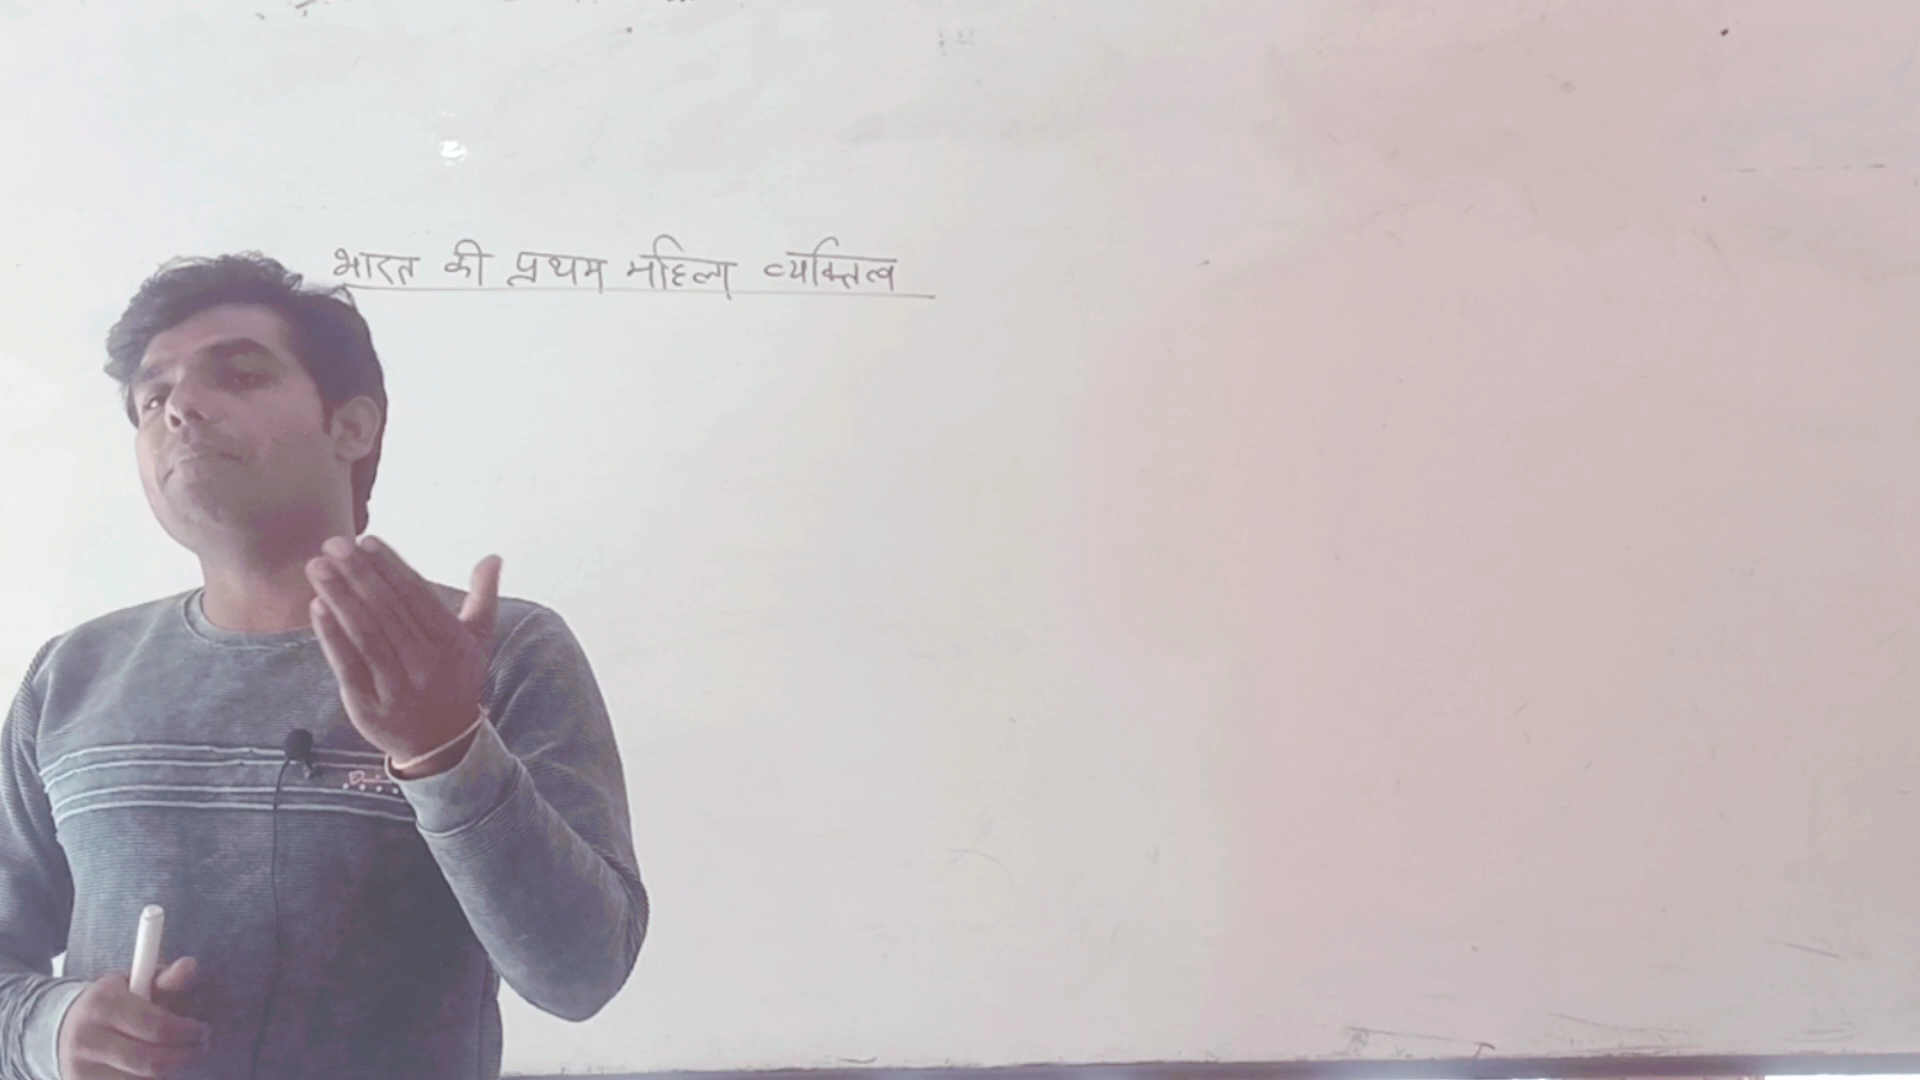 भारत की प्रथम महिला व्यक्तित्व